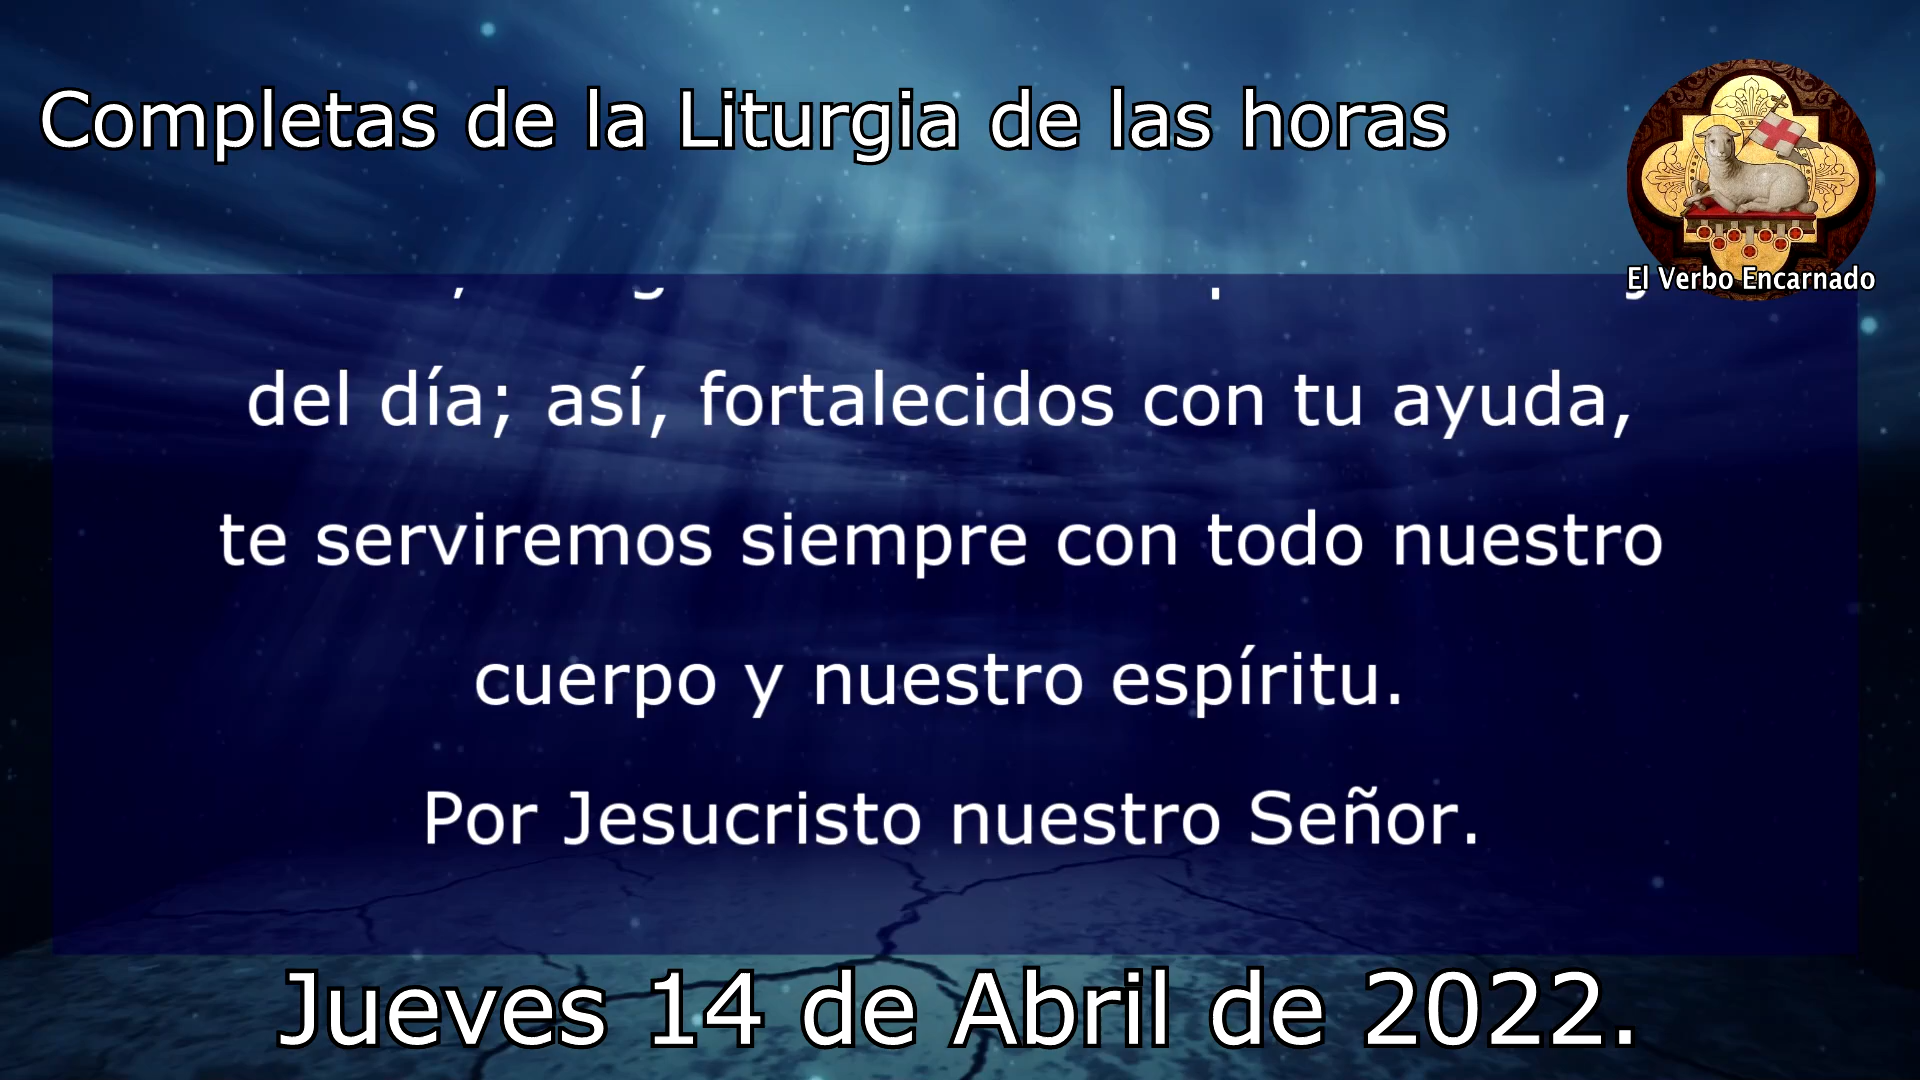 Completas de la Liturgia de las horas
El Verbo Encarnado
del día; así, fortalecidos con tu ayuda,
te serviremos siempre con todo nuestro
cuerpo y nuestro espíritu.
Por Jesucristo nuestro Señor.
Jueves 14 de Abril de 2022.